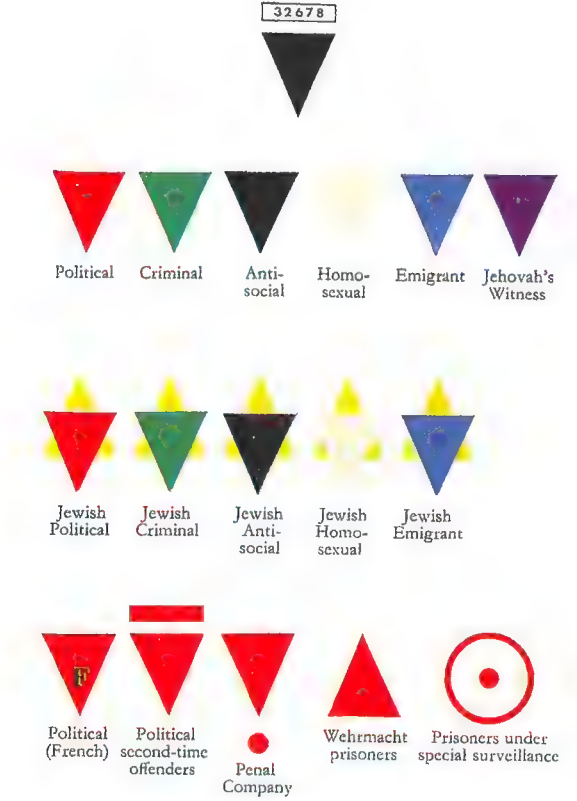 32678
Political Criminal Anti- Homo- Emigrant Jehovah's
social sexual Witness
Jewish Jewish Jewish Jewish Jewish
Political Criminal Anti- Homo- Emigrant
social sexual
F
Political Political Wehrmacht Prisoners under
(French) second-time prisoners special surveillance
offenders Penal
Company